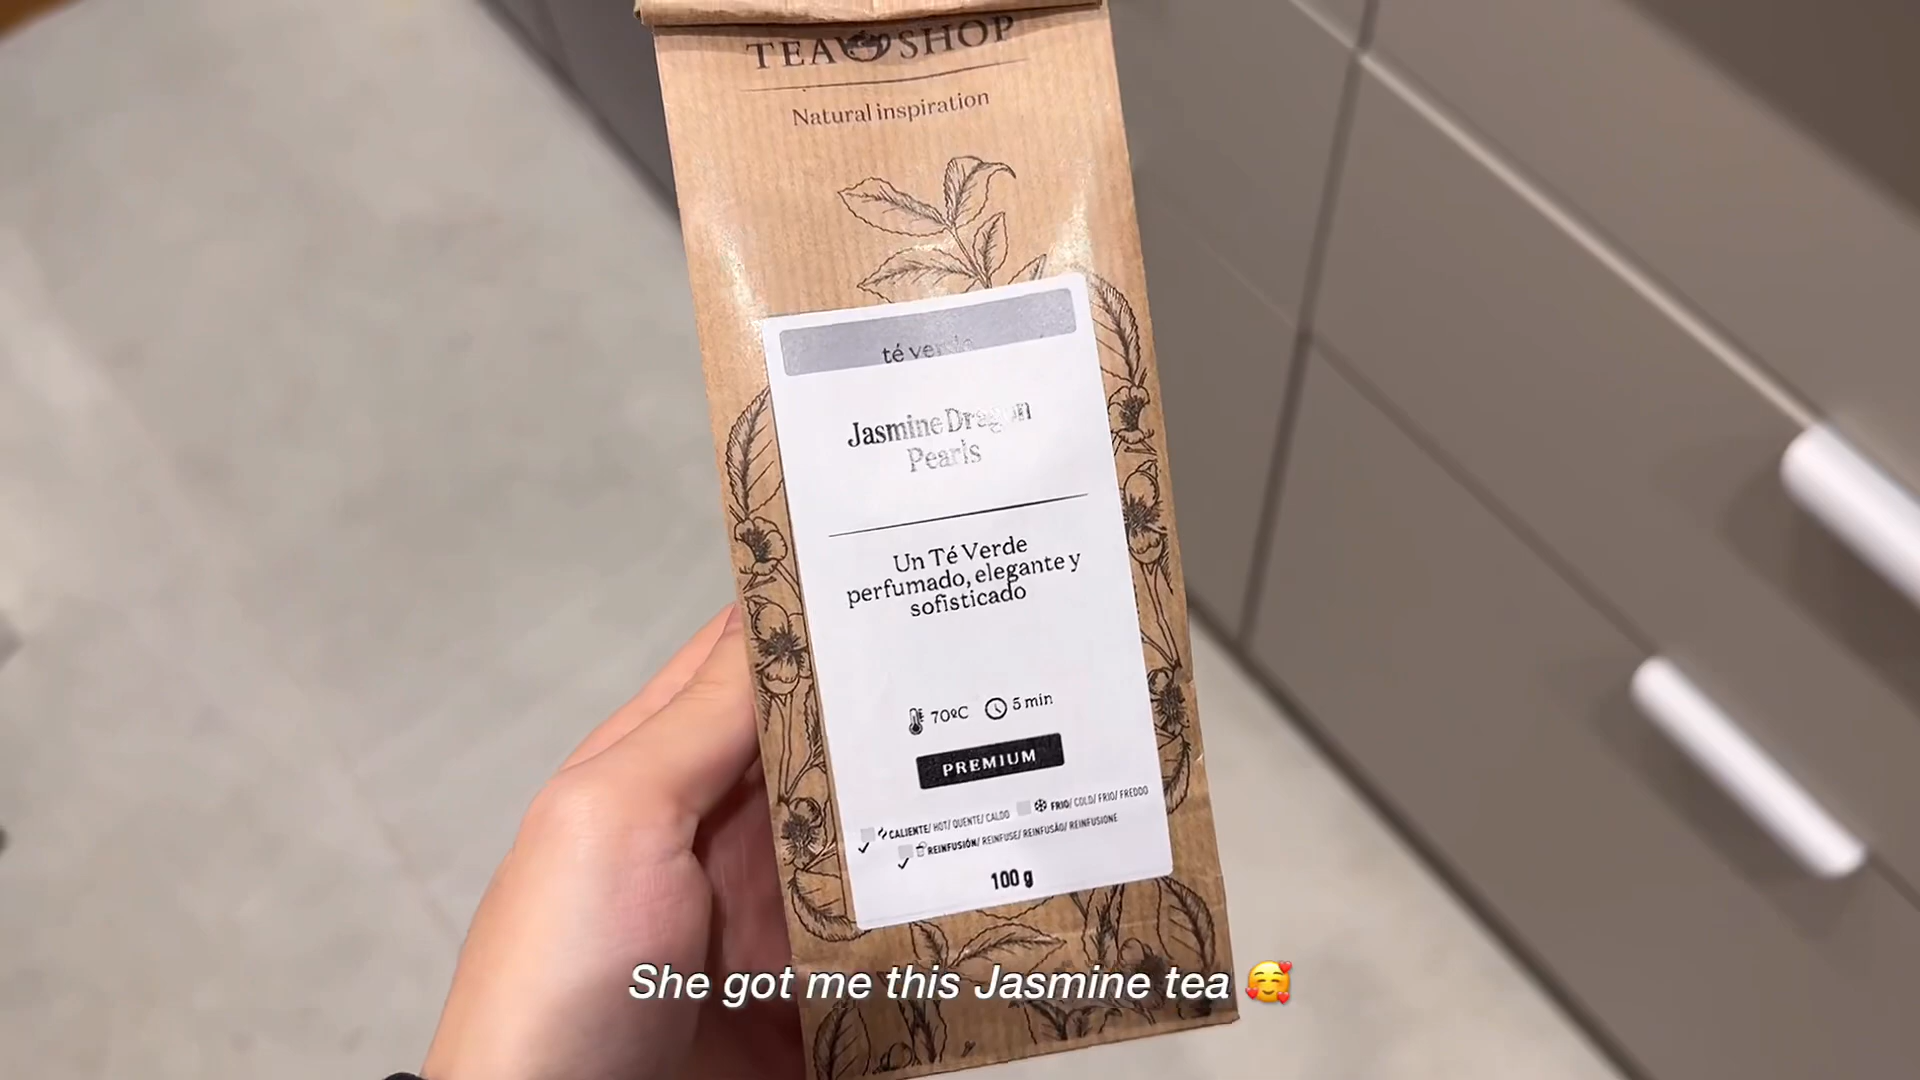 TEA SHOP
Natural inspiration
té verde
Jasmine Dragon
Pearls
Un Té Verde
perfumado, elegante y
sofisticado
70ºC 5 min
PREMIUM
CALIENTE/ HOT/ QUENTE/ CALDO FRIO/ COLD/ FRIO/ FREDDO
REINFUSIÓN/ REINFUSE/ REINFUSÃO/ REINFUSIONE
100 g
She got me this Jasmine tea 🥰